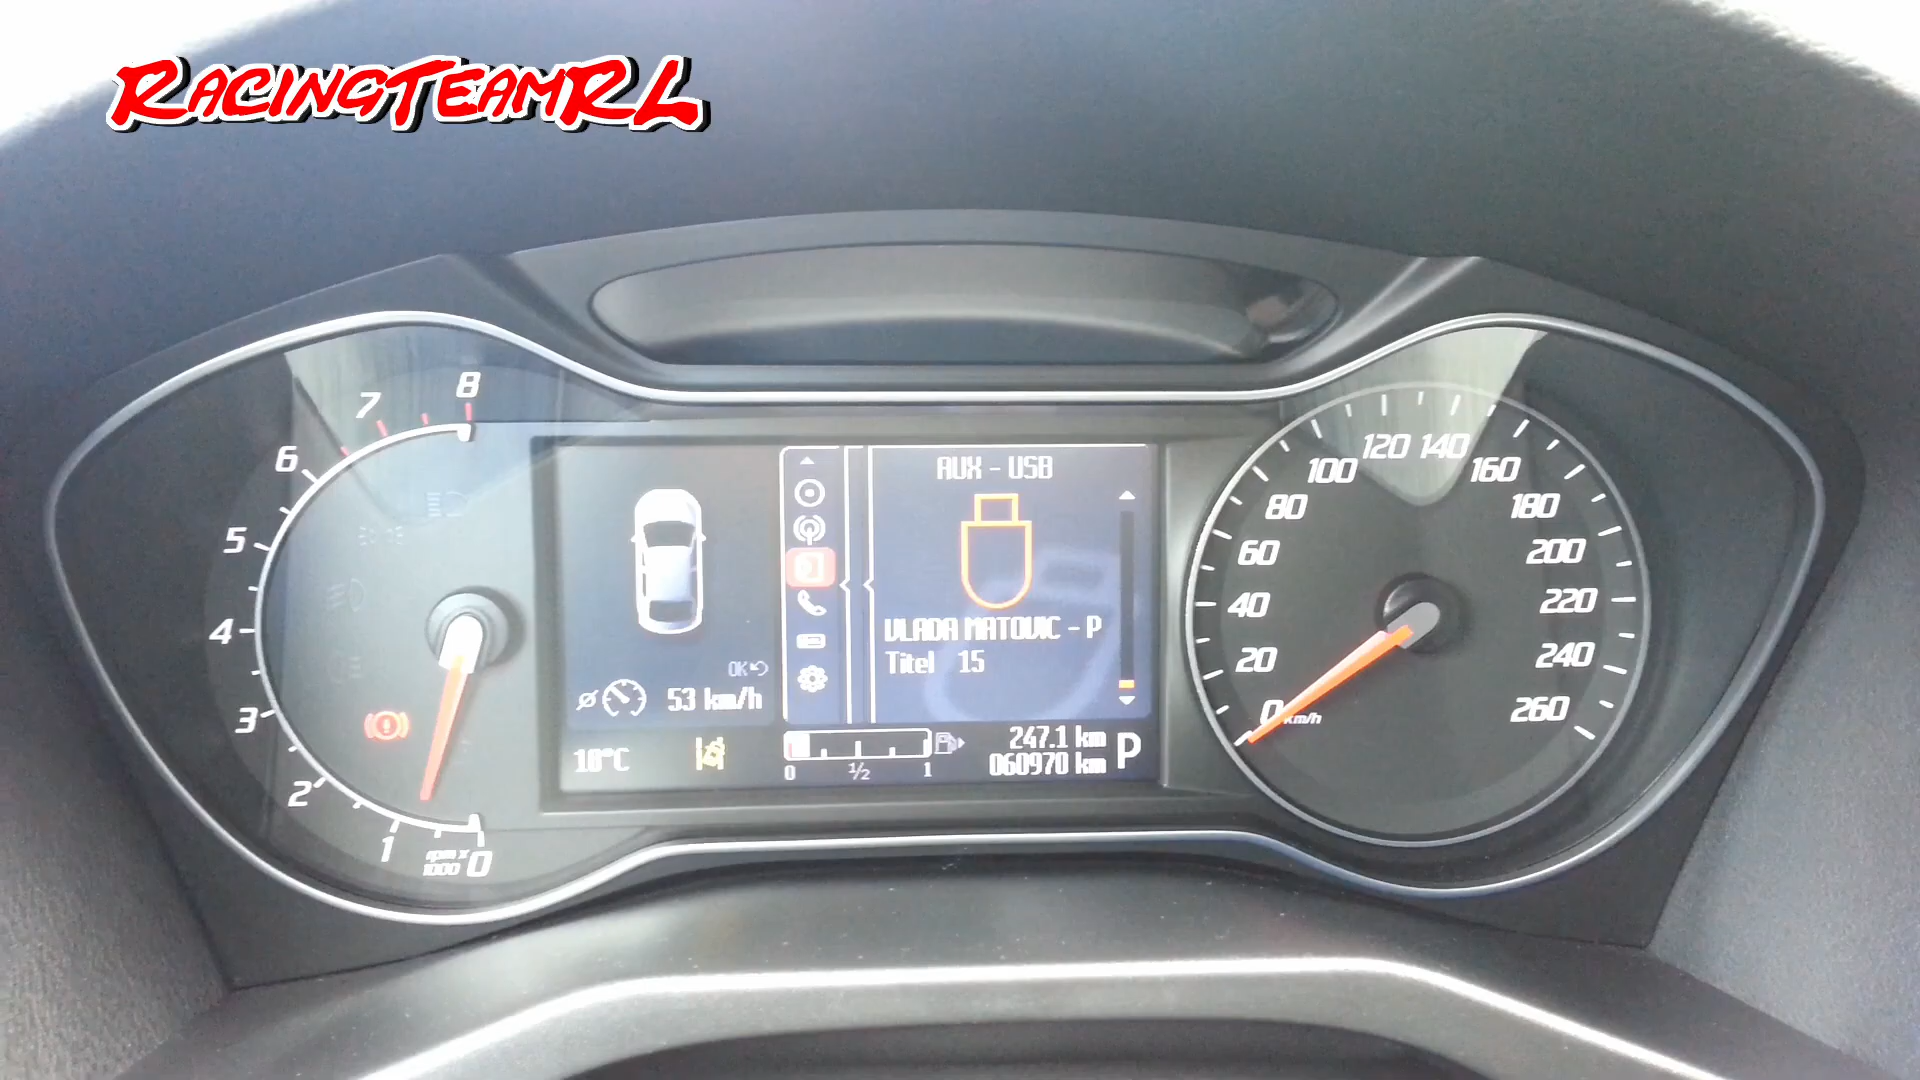 RACINGTEAMRL
8
7
6
5
4
3
2
1
rpm x
1000
0
AUX - USB
VLADA MATOVIC - P
Titel 15
OK
53 km/h
10°C
0 1/2 1
247.1 km
060970 km
P
0 km/h
20
40
60
80
100
120
140
160
180
200
220
240
260